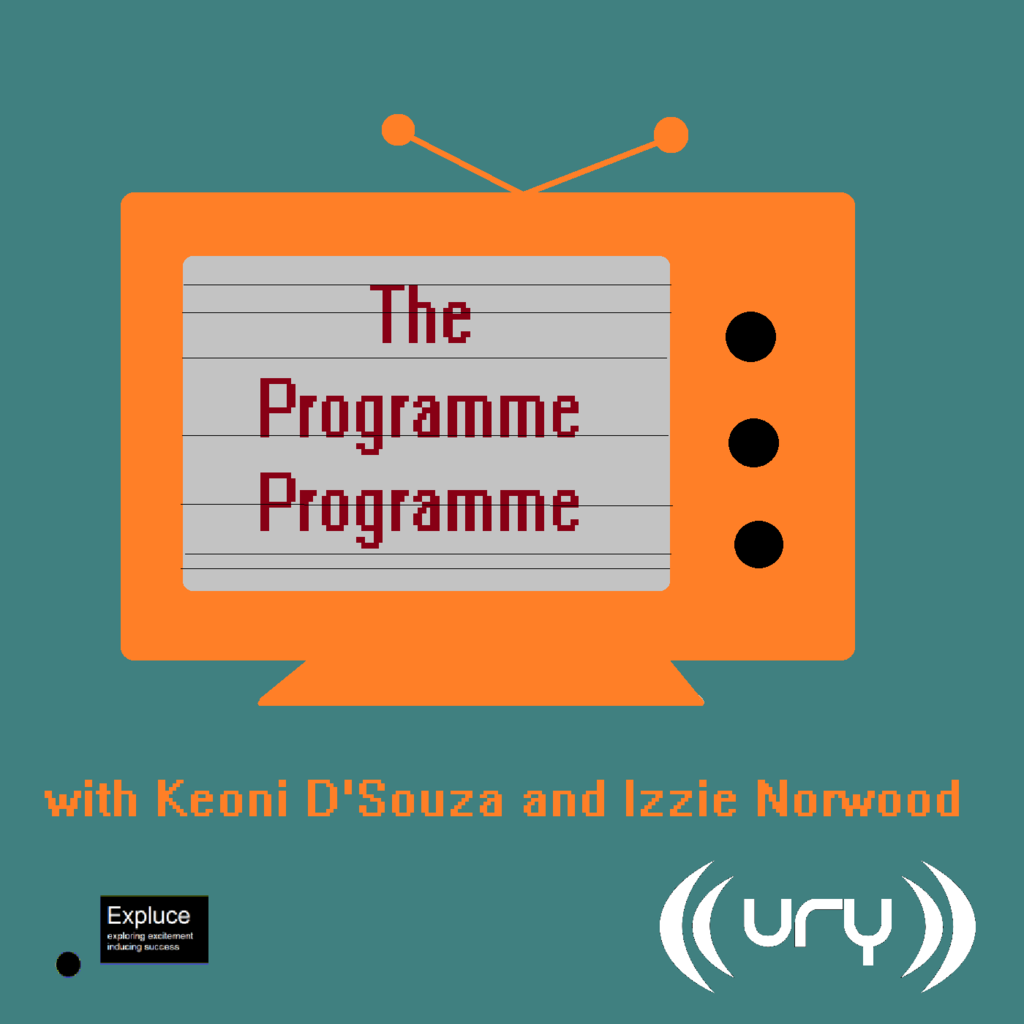 The
Programme
Programme
with Keoni D'Souza and Izzie Norwood
Expluce
exploring excitement
inducing success
ury